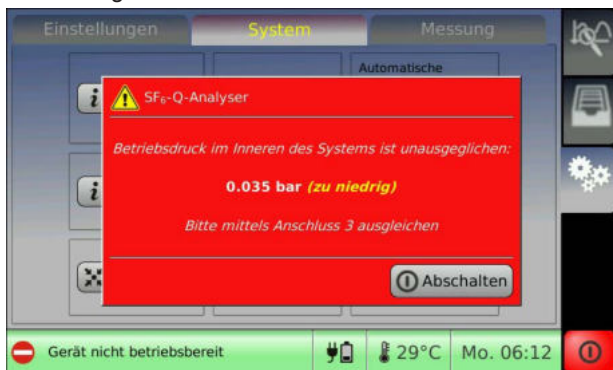 Einstellungen
System
Messung
Automatische
SF₆-Q-Analyser
Betriebsdruck im Inneren des Systems ist unausgeglichen:
0.035 bar (zu niedrig)
Bitte mittels Anschluss 3 ausgleichen
Abschalten
Gerät nicht betriebsbereit
29°C
Mo. 06:12